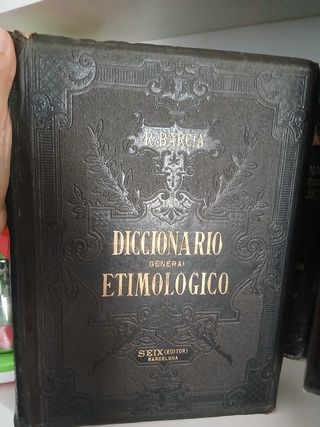 R. BARCIA
DICCIONARIO
GENERAL
ETIMOLOGICO
SEIX (EDITOR)
BARCELONA